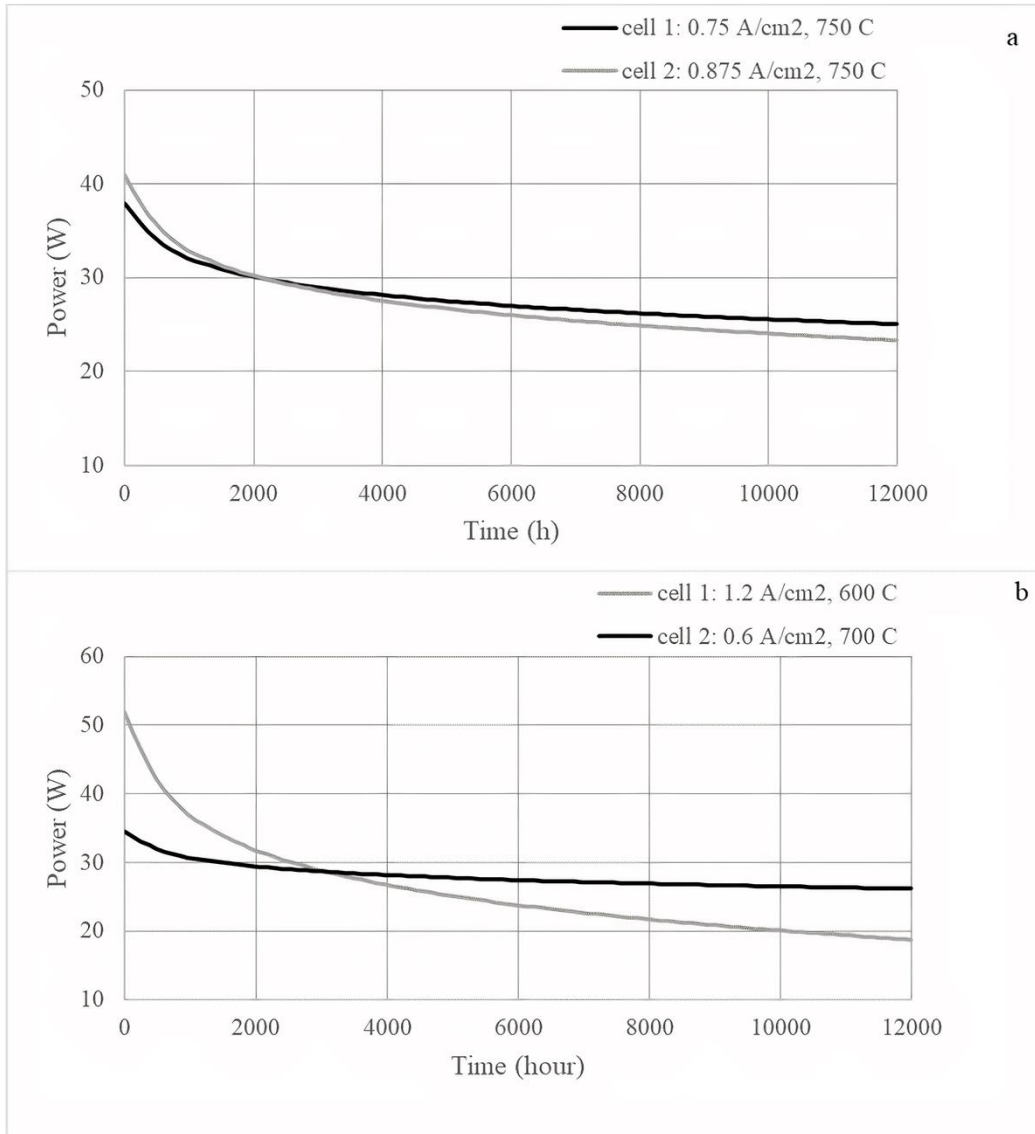 cell 1: 0.75 A/cm2, 750 C
a
cell 2: 0.875 A/cm2, 750 C
50
40
30
20
10
Power (W)
0 2000 4000 6000 8000 10000 12000
Time (h)
cell 1: 1.2 A/cm2, 600 C
b
cell 2: 0.6 A/cm2, 700 C
60
50
40
30
20
10
Power (W)
0 2000 4000 6000 8000 10000 12000
Time (hour)